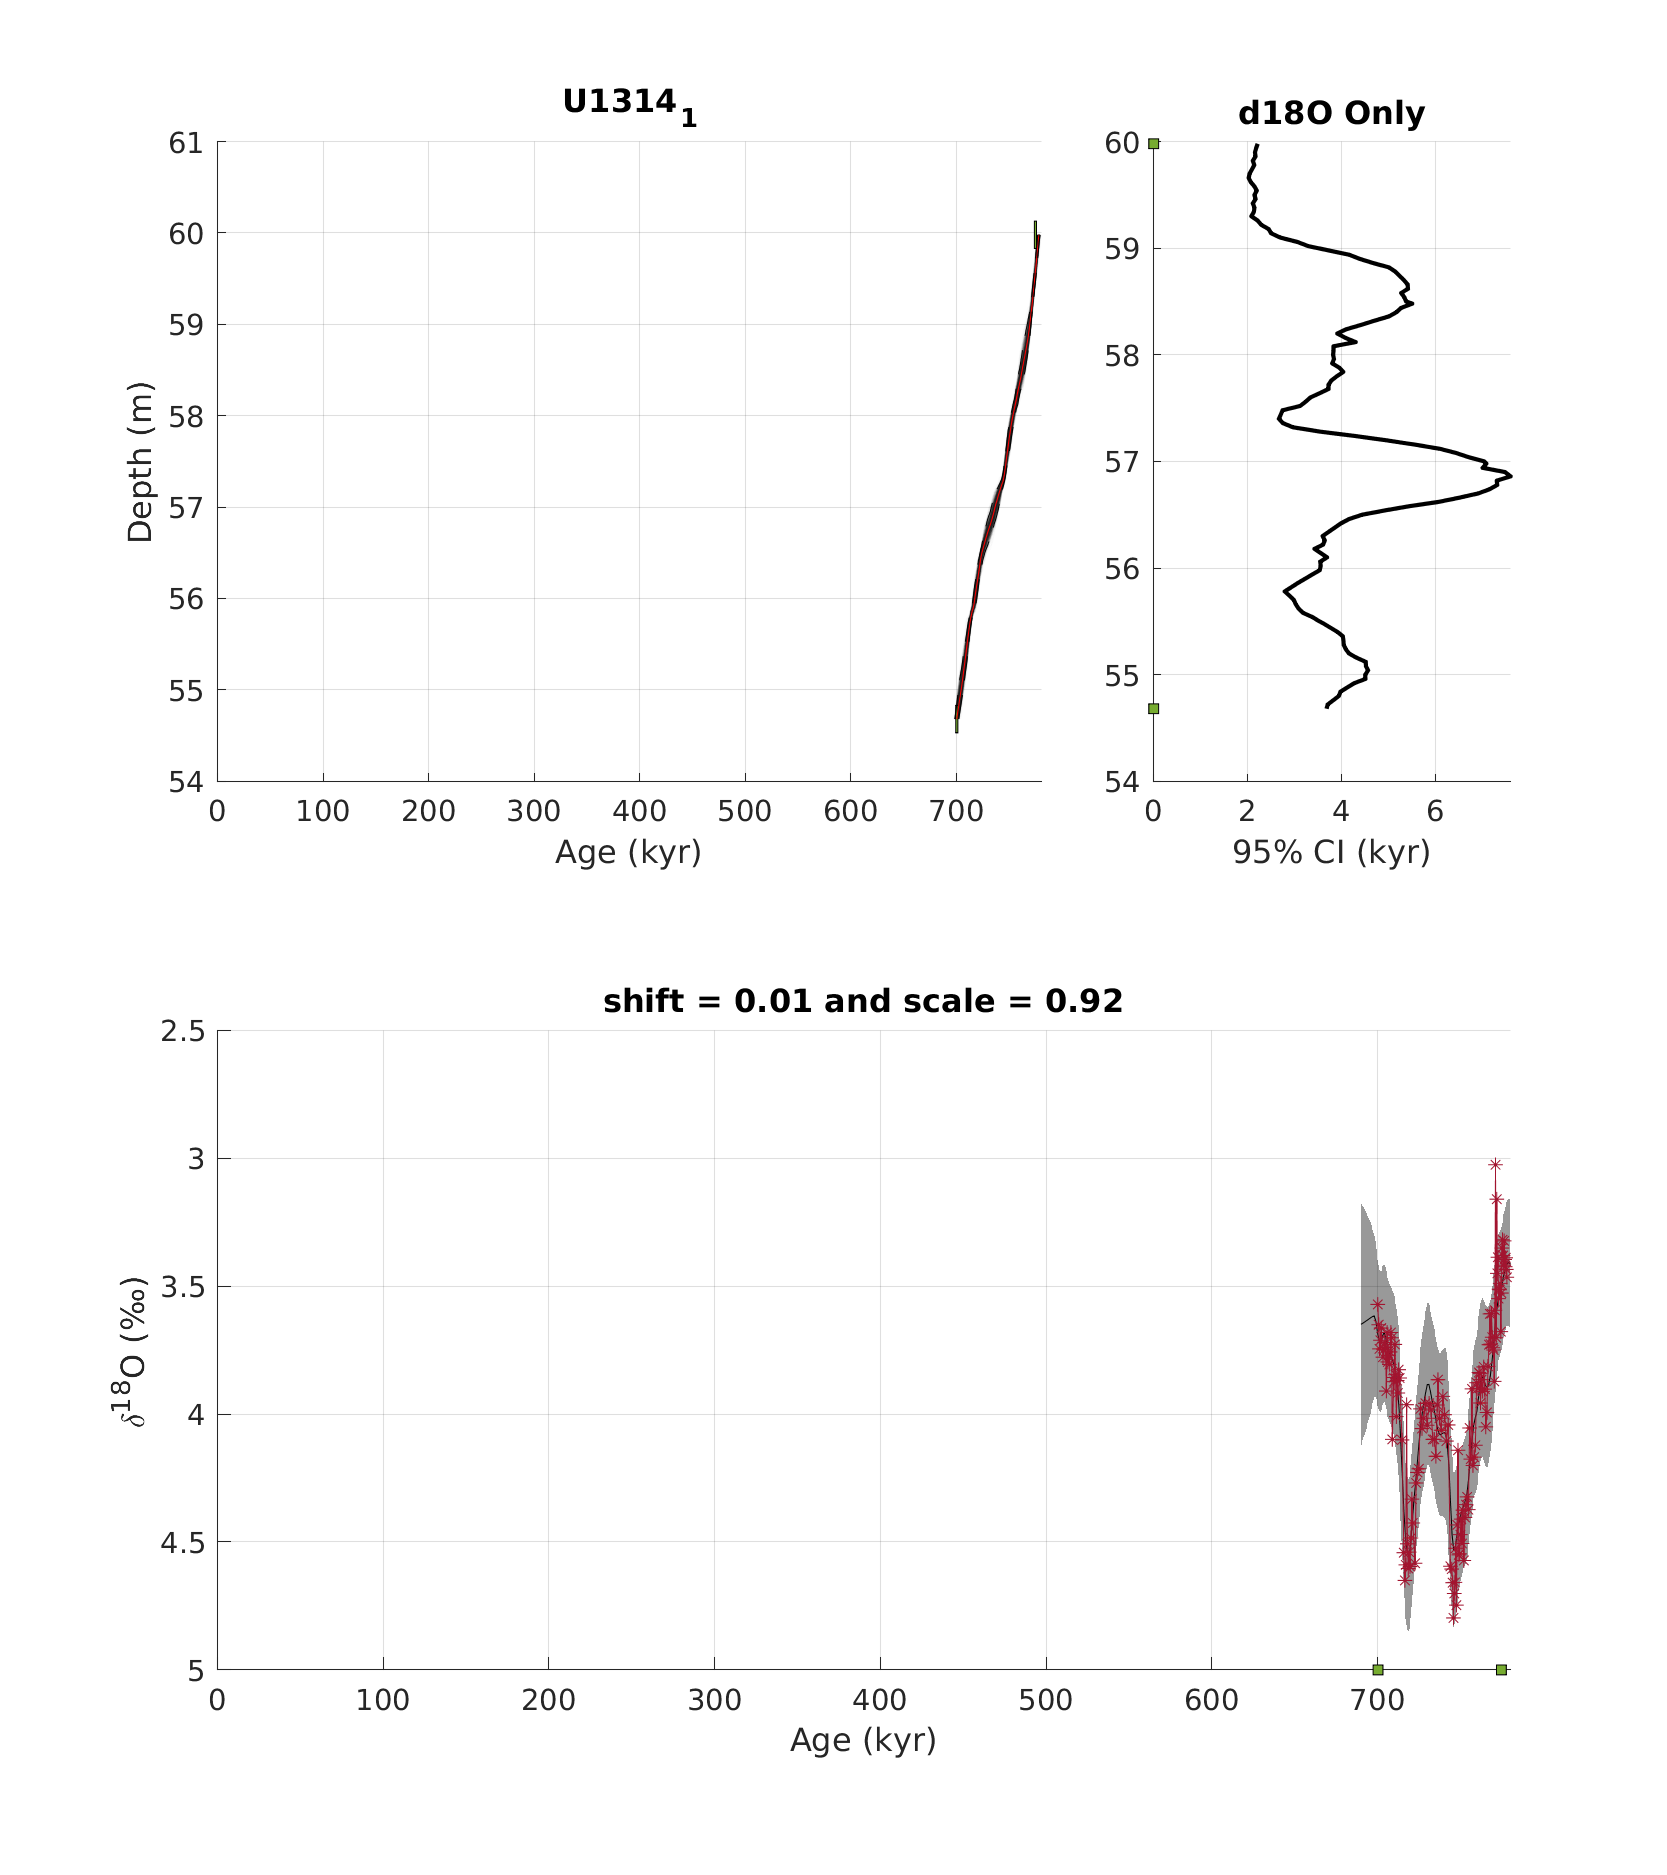 U1314₁
61
60
59
58
57
56
55
54
Depth (m)
0 100 200 300 400 500 600 700
Age (kyr)
d18O Only
60
59
58
57
56
55
54
0 2 4 6
95% CI (kyr)
shift = 0.01 and scale = 0.92
2.5
3
3.5
4
4.5
5
δ¹⁸O (‰)
0 100 200 300 400 500 600 700
Age (kyr)